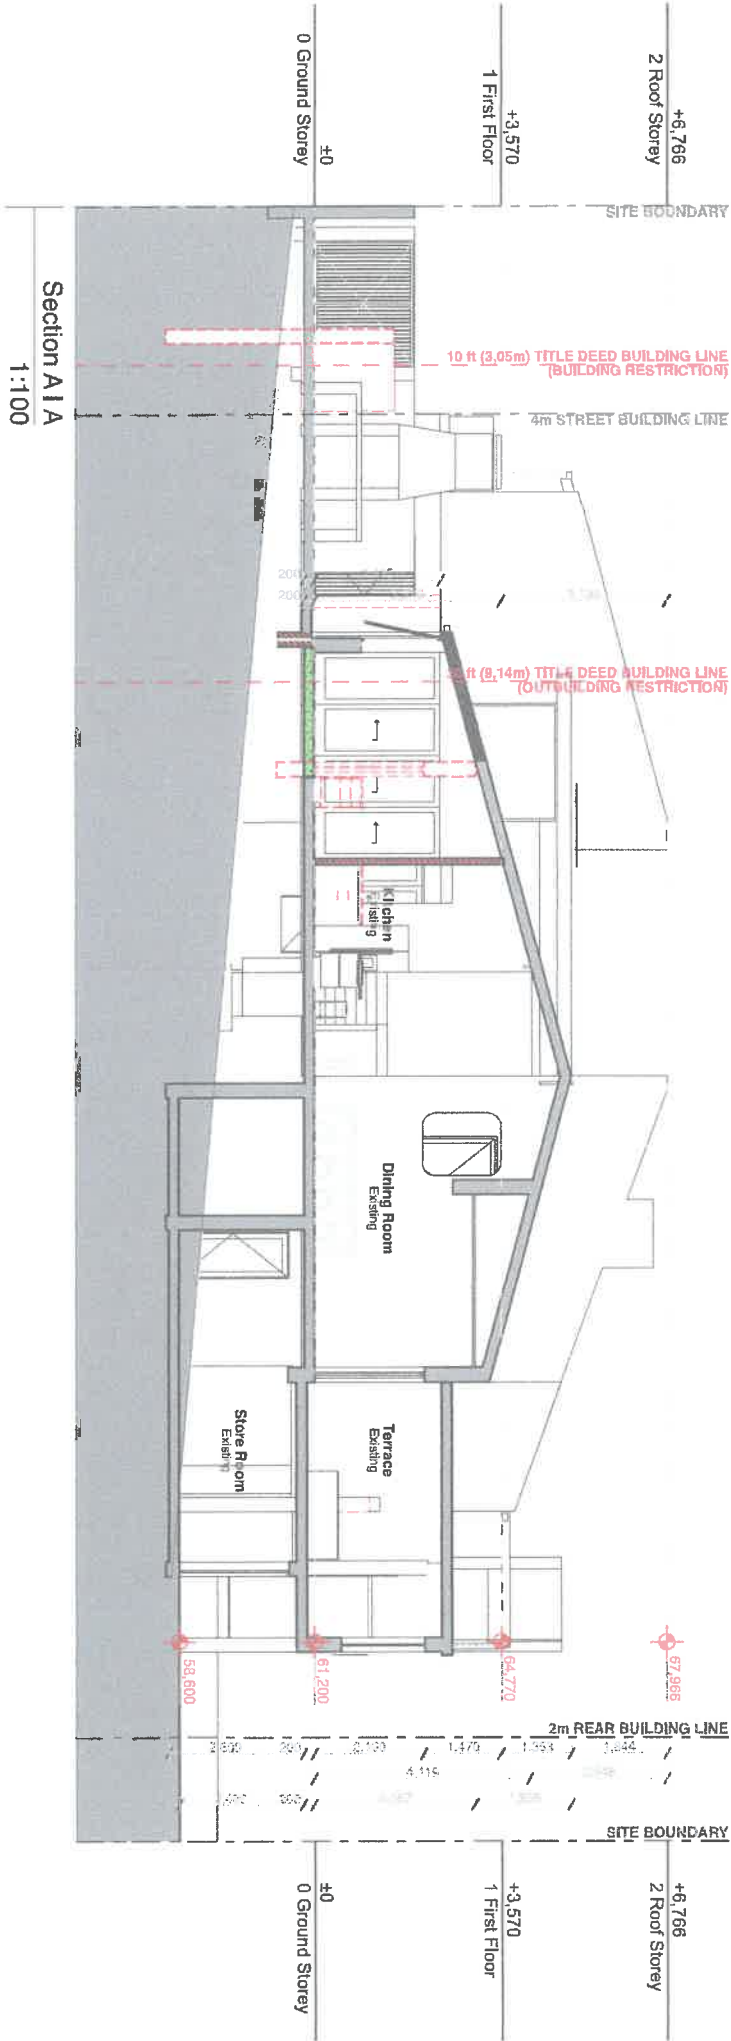 +6,766
2 Roof Storey
+3,570
1 First Floor
±0
0 Ground Storey
SITE BOUNDARY
10 ft (3,05m) TITLE DEED BUILDING LINE
(BUILDING RESTRICTION)
4m STREET BUILDING LINE
ft (9,14m) TITLE DEED BUILDING LINE
(OUTBUILDING RESTRICTION)
Kitchen
Existing
Dining Room
Existing
Terrace
Existing
Store Room
Existing
67,966
64,770
61,200
58,600
2m REAR BUILDING LINE
4,119
SITE BOUNDARY
+6,766
2 Roof Storey
+3,570
1 First Floor
±0
0 Ground Storey
Section A I A
1:100